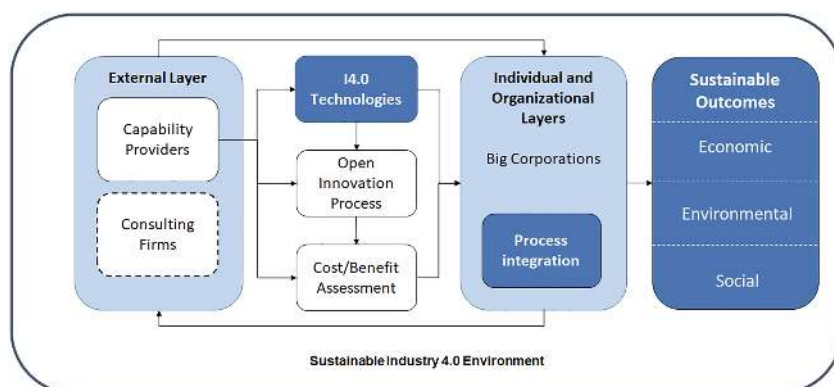 External Layer
Capability
Providers
Consulting
Firms
I4.0
Technologies
Open
Innovation
Process
Cost/Benefit
Assessment
Individual and
Organizational
Layers
Big Corporations
Process
integration
Sustainable
Outcomes
Economic
Environmental
Social
Sustainable Industry 4.0 Environment